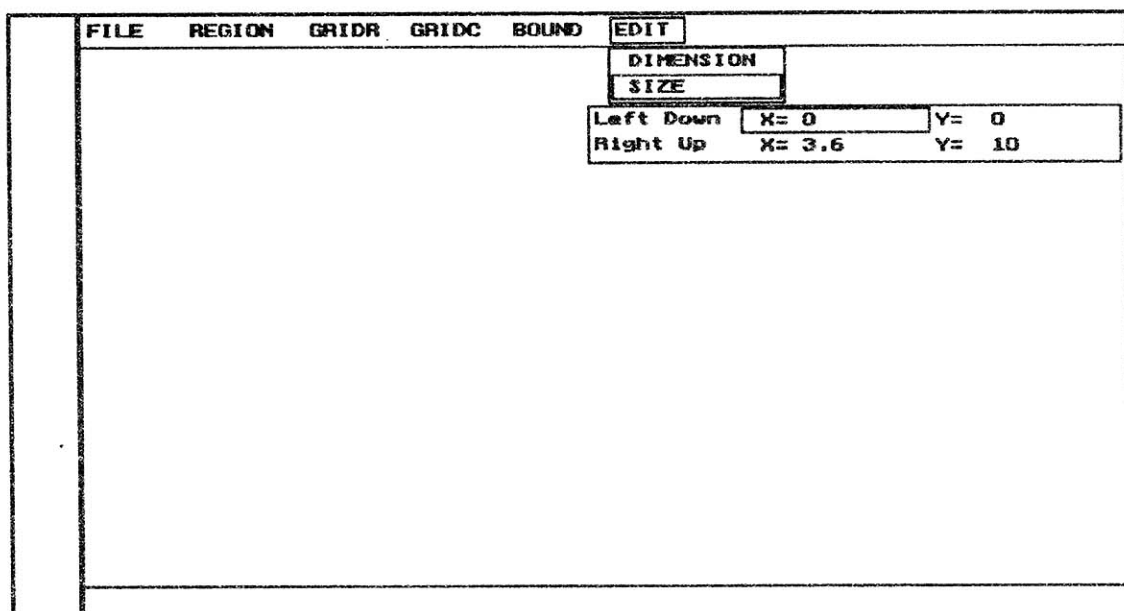 FILE REGION GRIDR GRIDC BOUND EDIT
DIMENSION
SIZE
Left Down X= 0 Y= 0
Right Up X= 3.6 Y= 10